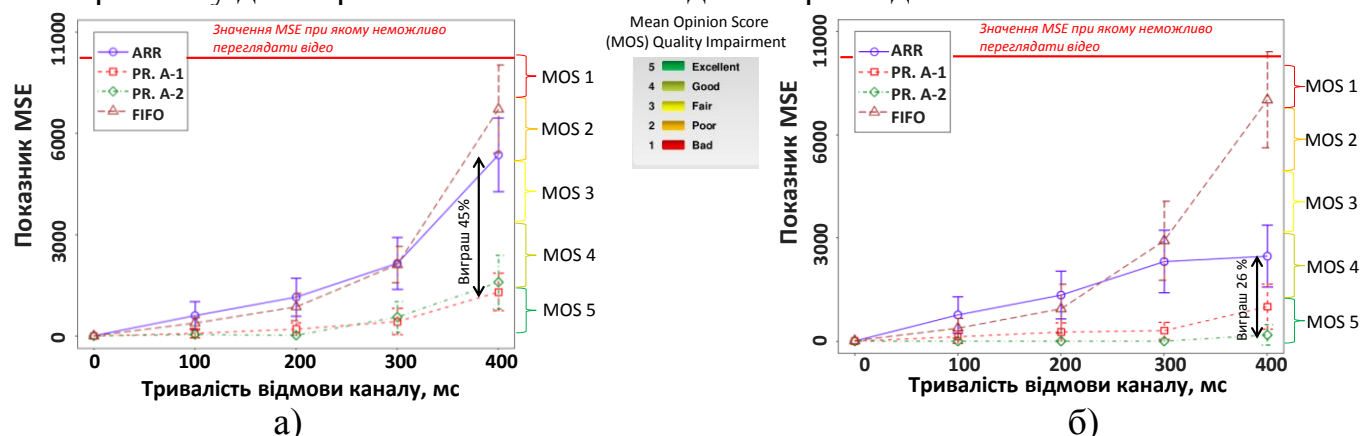 Значення MSE при якому неможливо
переглядати відео
ARR
PR. A-1
PR. A-2
FIFO
11000
6000
3000
0
Показник MSE
Виграш 45%
MOS 1
MOS 2
MOS 3
MOS 4
MOS 5
0 100 200 300 400
Тривалість відмови каналу, мс
а)
Mean Opinion Score
(MOS) Quality Impairment
5 Excellent
4 Good
3 Fair
2 Poor
1 Bad
Значення MSE при якому неможливо
переглядати відео
ARR
PR. A-1
PR. A-2
FIFO
11000
6000
3000
0
Показник MSE
Виграш 26 %
MOS 1
MOS 2
MOS 3
MOS 4
MOS 5
0 100 200 300 400
Тривалість відмови каналу, мс
б)